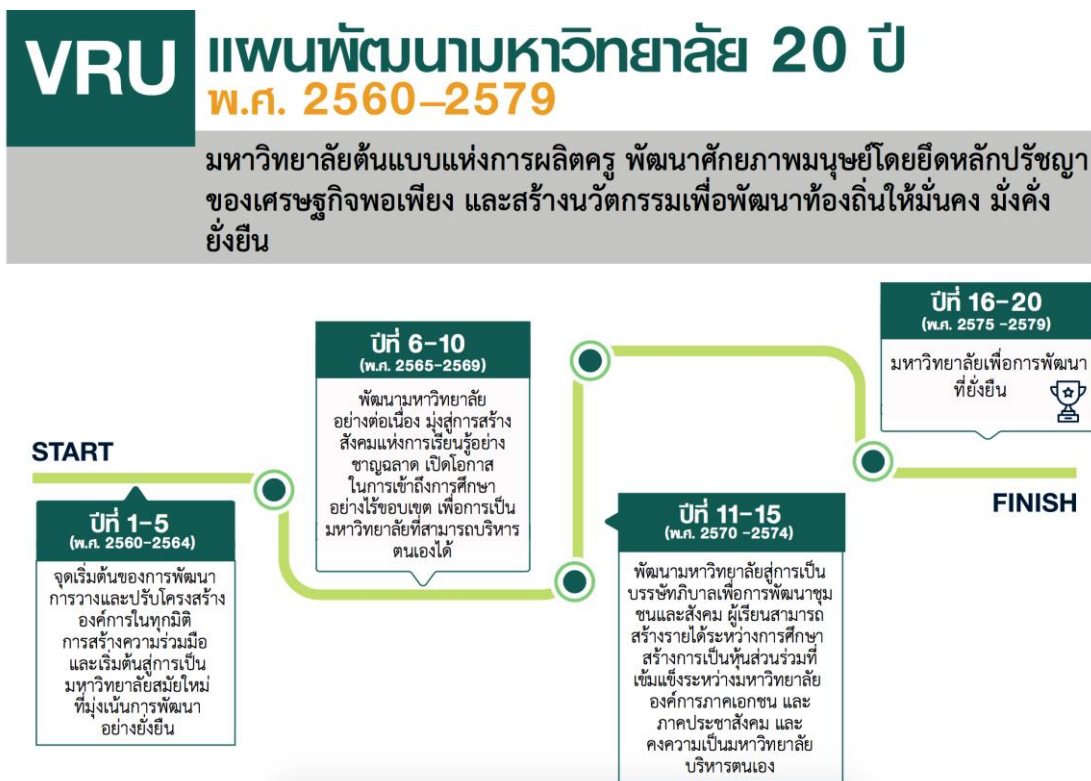 VRU
แผนพัฒนามหาวิทยาลัย 20 ปี
พ.ศ. 2560–2579
มหาวิทยาลัยต้นแบบแห่งการผลิตครู พัฒนาศักยภาพมนุษย์โดยยึดหลักปรัชญา
ของเศรษฐกิจพอเพียง และสร้างนวัตกรรมเพื่อพัฒนาท้องถิ่นให้มั่นคง มั่งคั่ง
ยั่งยืน
START
ปีที่ 1-5
(พ.ศ. 2560-2564)
จุดเริ่มต้นของการพัฒนา
การวางและปรับโครงสร้าง
องค์การในทุกมิติ
การสร้างความร่วมมือ
และเริ่มต้นสู่การเป็น
มหาวิทยาลัยสมัยใหม่
ที่มุ่งเน้นการพัฒนา
อย่างยั่งยืน
ปีที่ 6-10
(พ.ศ. 2565-2569)
พัฒนามหาวิทยาลัย
อย่างต่อเนื่อง มุ่งสู่การสร้าง
สังคมแห่งการเรียนรู้อย่าง
ชาญฉลาด เปิดโอกาส
ในการเข้าถึงการศึกษา
อย่างไร้ขอบเขต เพื่อการเป็น
มหาวิทยาลัยที่สามารถบริหาร
ตนเองได้
ปีที่ 11-15
(พ.ศ. 2570 -2574)
พัฒนามหาวิทยาลัยสู่การเป็น
บรรษัทภิบาลเพื่อการพัฒนาชุม
ชนและสังคม ผู้เรียนสามารถ
สร้างรายได้ระหว่างการศึกษา
สร้างการเป็นหุ้นส่วนร่วมที่
เข้มแข็งระหว่างมหาวิทยาลัย
องค์การภาคเอกชน และ
ภาคประชาสังคม และ
คงความเป็นมหาวิทยาลัย
บริหารตนเอง
ปีที่ 16-20
(พ.ศ. 2575 -2579)
มหาวิทยาลัยเพื่อการพัฒนา
ที่ยั่งยืน
FINISH